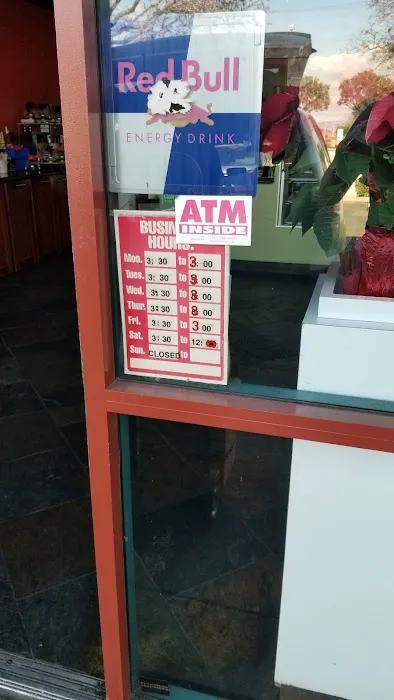 Red Bull
ENERGY DRINK
ATM
INSIDE
BUSIN
HOURS:
Mon. 3:30 to 3:00
Tues. 3:30 to 3:00
Wed. 3:30 to 8:00
Thur. 3:30 to 8:00
Fri. 3:30 to 3:00
Sat. 3:30 to 12:
Sun. CLOSED to